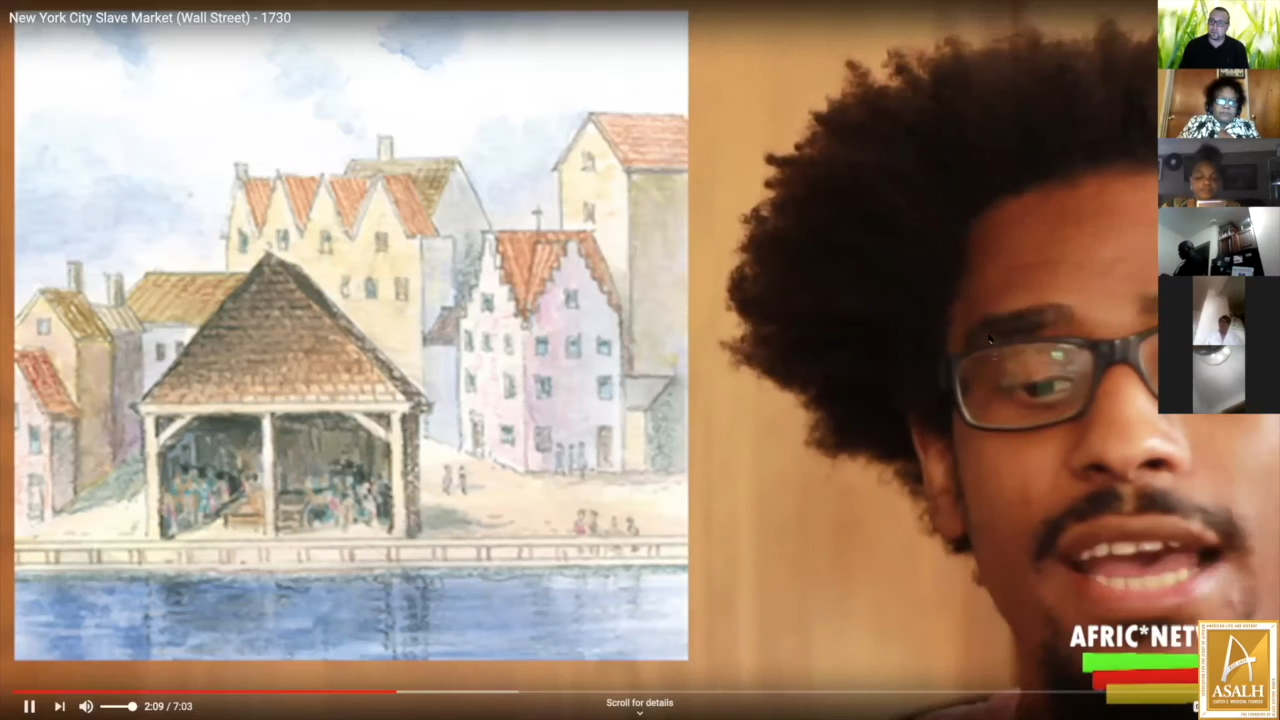 New York City Slave Market (Wall Street) - 1730
AFRIC*NET
ASALH
2:09 / 7:03
Scroll for details